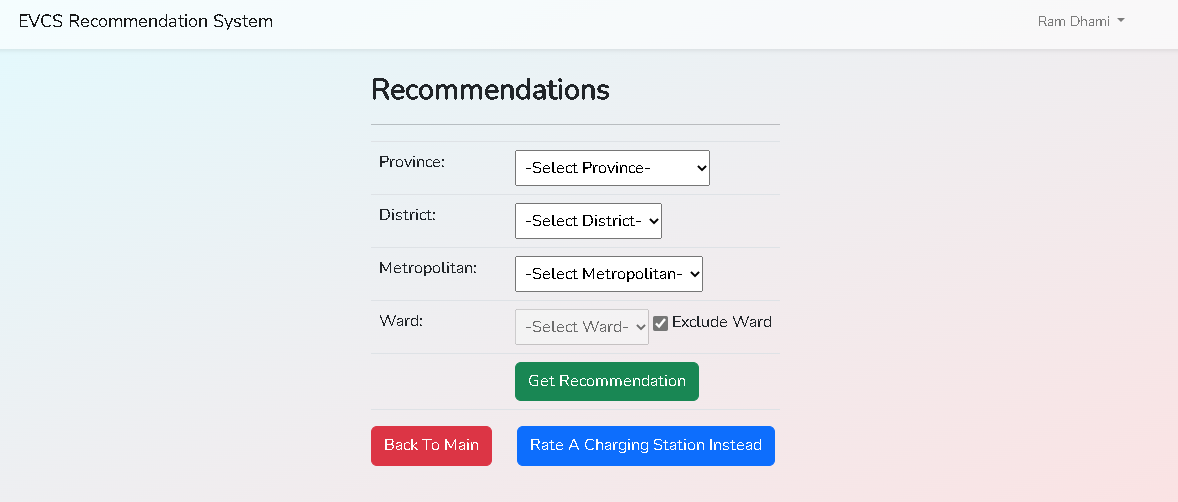 EVCS Recommendation System Ram Dhami
Recommendations
Province: -Select Province-
District: -Select District-
Metropolitan: -Select Metropolitan-
Ward: -Select Ward- Exclude Ward
Get Recommendation
Back To Main Rate A Charging Station Instead